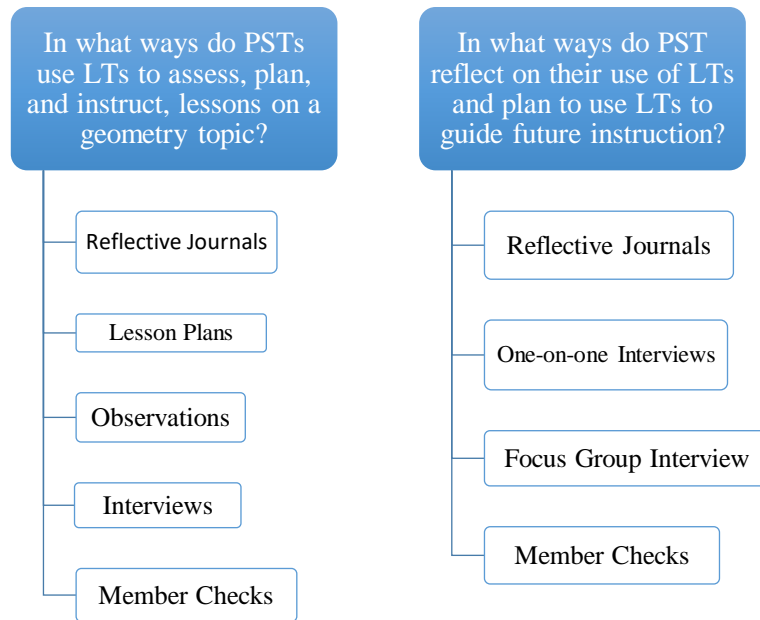 In what ways do PSTs
use LTs to assess, plan,
and instruct, lessons on a
geometry topic?
Reflective Journals
Lesson Plans
Observations
Interviews
Member Checks
In what ways do PST
reflect on their use of LTs
and plan to use LTs to
guide future instruction?
Reflective Journals
One-on-one Interviews
Focus Group Interview
Member Checks